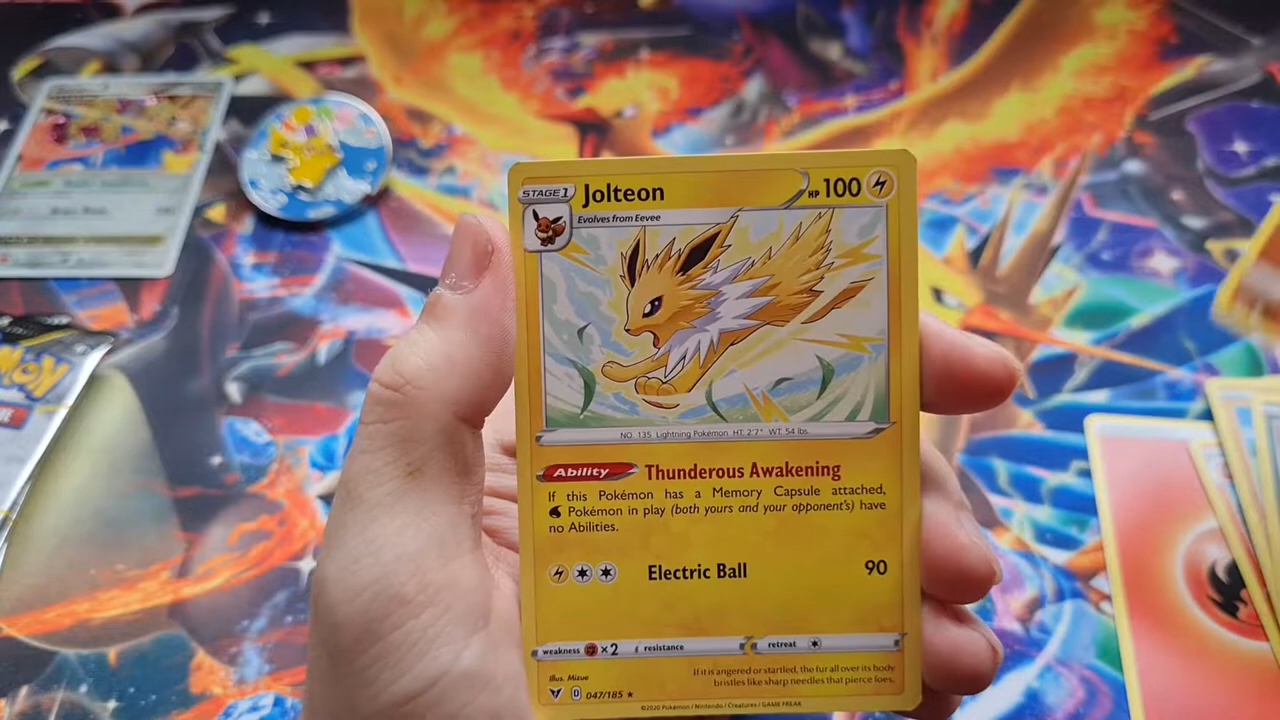 STAGE 1
Jolteon
HP 100
Evolves from Eevee
NO. 135 Lightning Pokémon HT: 2'7" WT: 54 lbs.
Ability Thunderous Awakening
If this Pokémon has a Memory Capsule attached,
Pokémon in play (both yours and your opponent's) have
no Abilities.
Electric Ball 90
weakness ×2 resistance retreat
If it is angered or startled, the fur all over its body
bristles like sharp needles that pierce foes.
Illus. Mizue
D 047/185 ★
©2020 Pokémon / Nintendo / Creatures / GAME FREAK